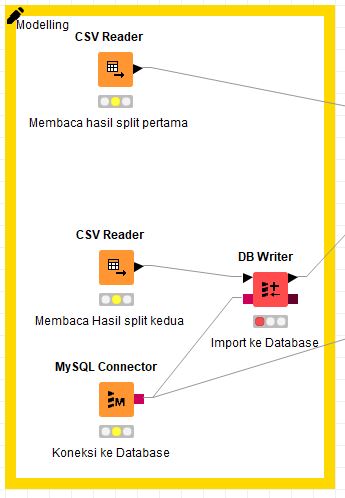 Modelling
CSV Reader
Membaca hasil split pertama
CSV Reader
Membaca Hasil split kedua
DB Writer
Import ke Database
MySQL Connector
M
Koneksi ke Database